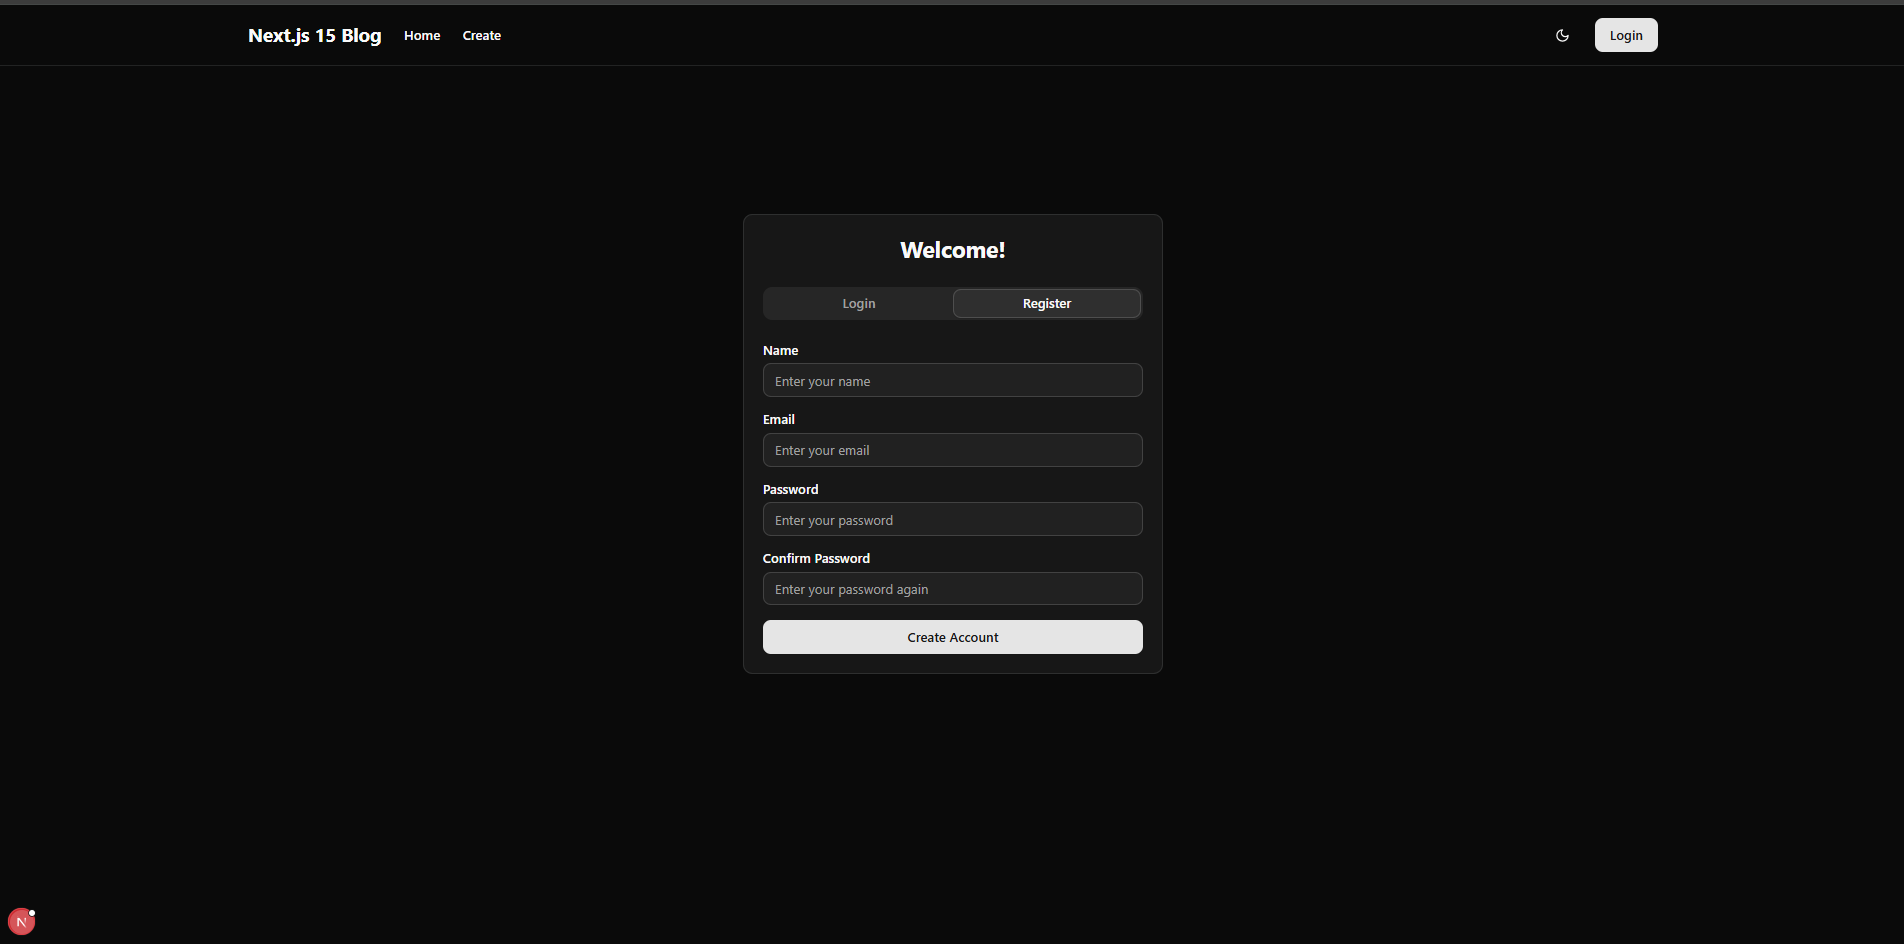 Next.js 15 Blog Home Create Login
Welcome!
Login Register
Name
Enter your name
Email
Enter your email
Password
Enter your password
Confirm Password
Enter your password again
Create Account
N